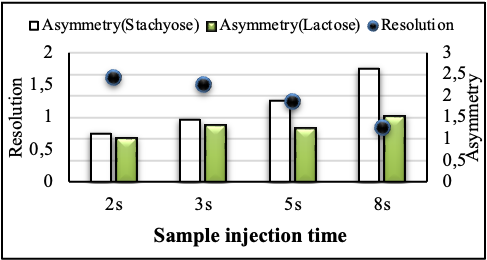 Asymmetry(Stachyose) Asymmetry(Lactose) Resolution
2 3
1,5 2,5
1 2
0,5 1,5
0 1
0,5
0
Resolution
Asymmetry
2s 3s 5s 8s
Sample injection time